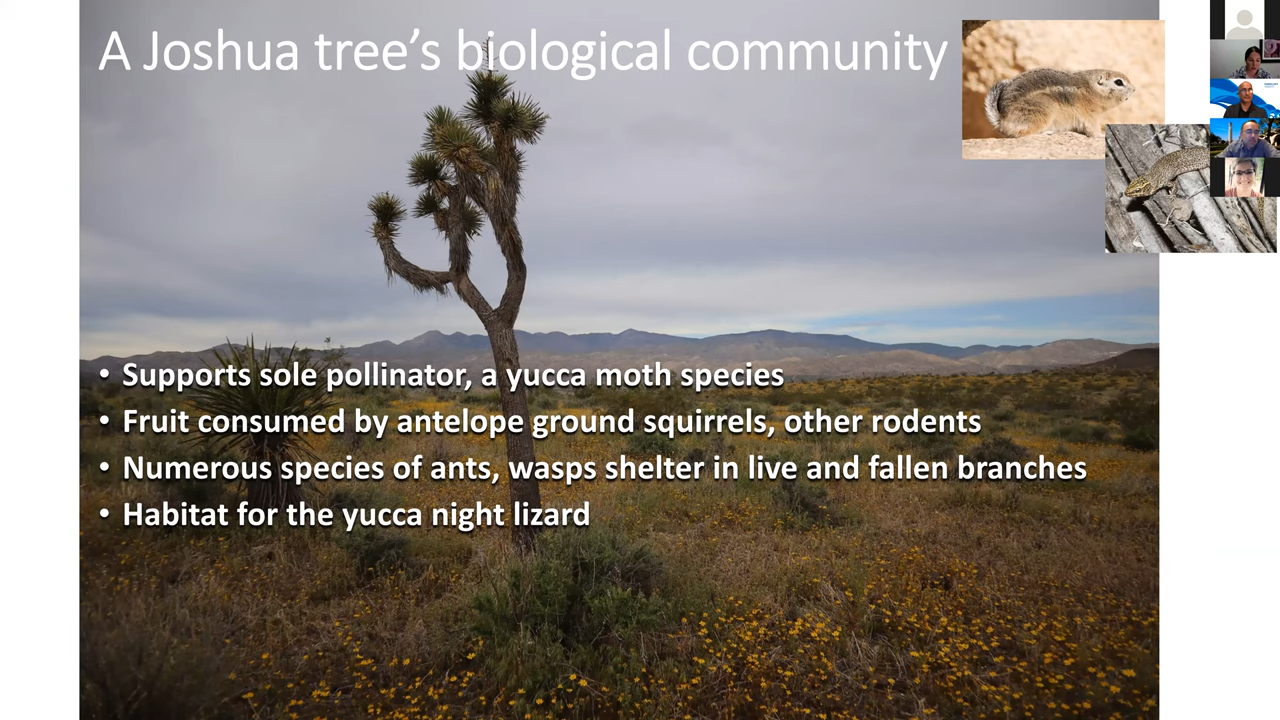 A Joshua tree's biological community
• Supports sole pollinator, a yucca moth species
• Fruit consumed by antelope ground squirrels, other rodents
• Numerous species of ants, wasps shelter in live and fallen branches
• Habitat for the yucca night lizard